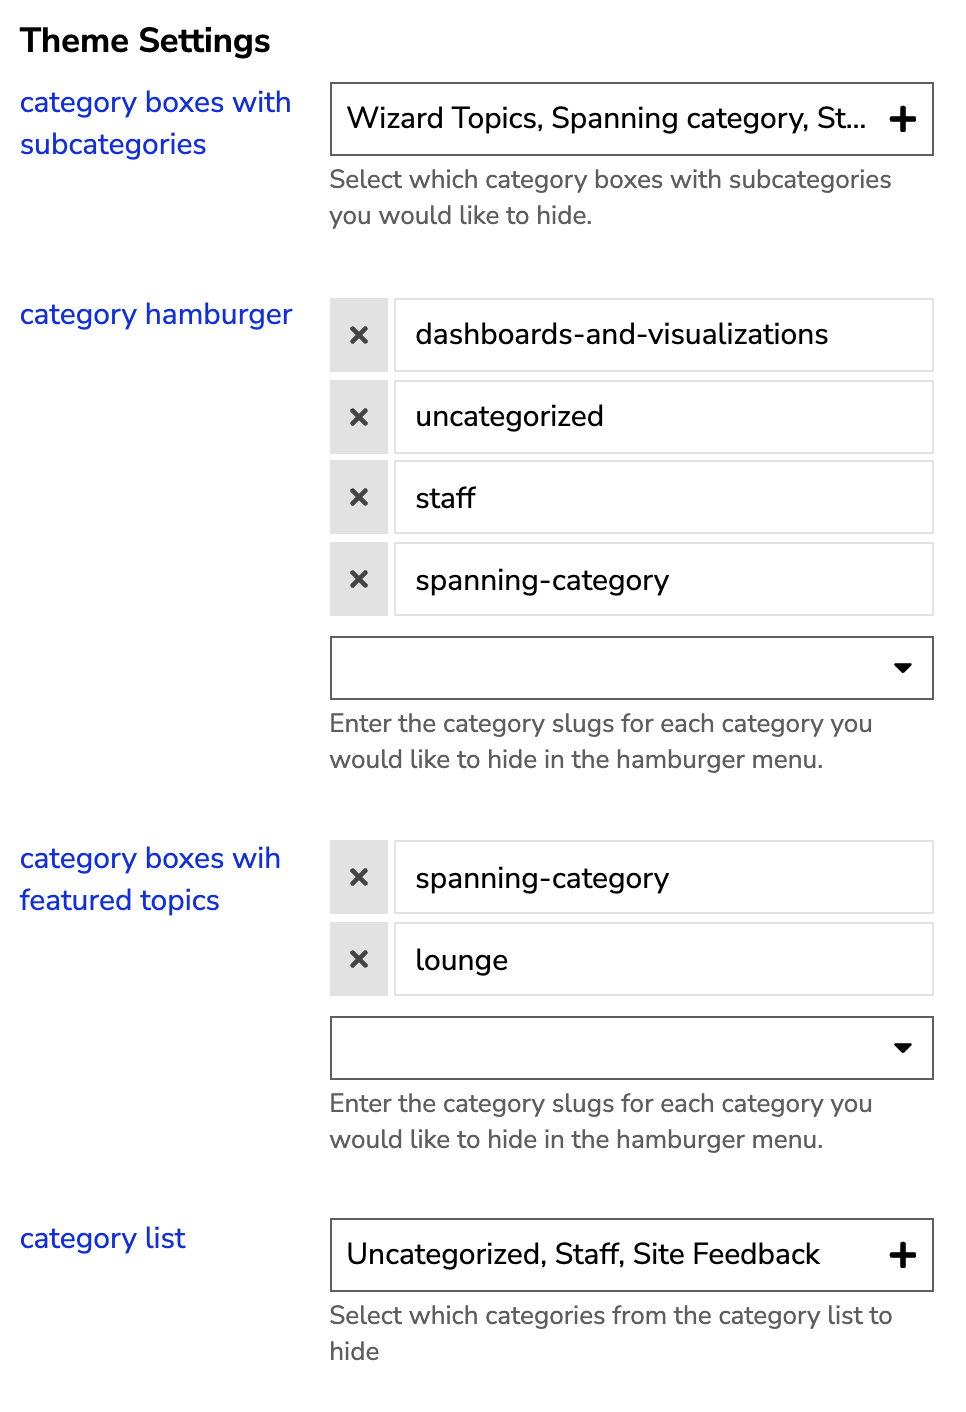 Theme Settings
category boxes with
subcategories
Wizard Topics, Spanning category, St...
Select which category boxes with subcategories
you would like to hide.
category hamburger
dashboards-and-visualizations
uncategorized
staff
spanning-category
Enter the category slugs for each category you
would like to hide in the hamburger menu.
category boxes wih
featured topics
spanning-category
lounge
Enter the category slugs for each category you
would like to hide in the hamburger menu.
category list
Uncategorized, Staff, Site Feedback
Select which categories from the category list to
hide